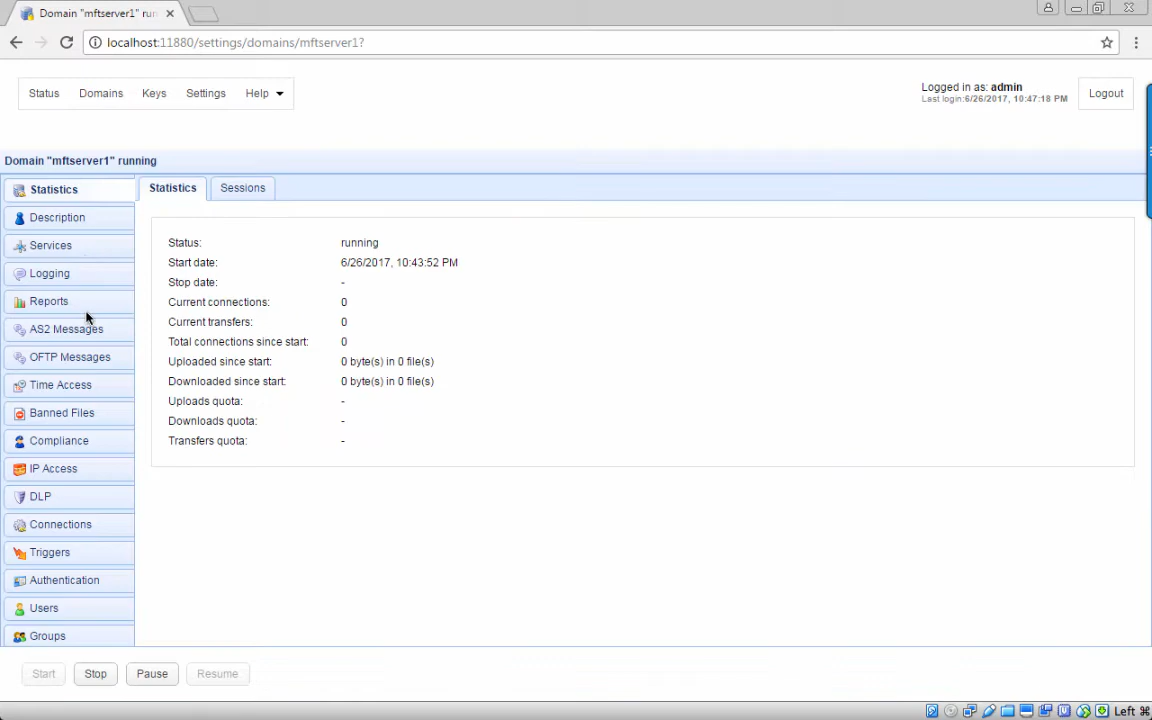 Domain "mftserver1" run
localhost:11880/settings/domains/mftserver1?
Status Domains Keys Settings Help
Logged in as: admin
Last login:6/26/2017, 10:47:18 PM
Logout
Domain "mftserver1" running
Statistics
Description
Services
Logging
Reports
AS2 Messages
OFTP Messages
Time Access
Banned Files
Compliance
IP Access
DLP
Connections
Triggers
Authentication
Users
Groups
Statistics Sessions
Status: running
Start date: 6/26/2017, 10:43:52 PM
Stop date: -
Current connections: 0
Current transfers: 0
Total connections since start: 0
Uploaded since start: 0 byte(s) in 0 file(s)
Downloaded since start: 0 byte(s) in 0 file(s)
Uploads quota: -
Downloads quota: -
Transfers quota: -
Start Stop Pause Resume
Left ⌘